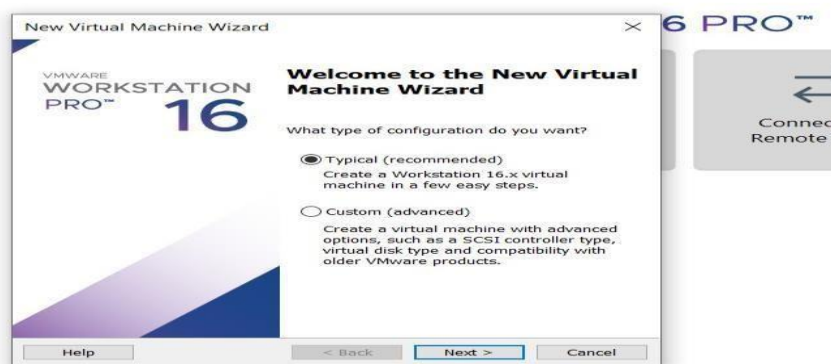 New Virtual Machine Wizard
6 PRO™
VMWARE
WORKSTATION
PRO™ 16
Welcome to the New Virtual
Machine Wizard
What type of configuration do you want?
Typical (recommended)
Create a Workstation 16.x virtual
machine in a few easy steps.
Custom (advanced)
Create a virtual machine with advanced
options, such as a SCSI controller type,
virtual disk type and compatibility with
older VMware products.
Connec
Remote
Help
< Back
Next >
Cancel